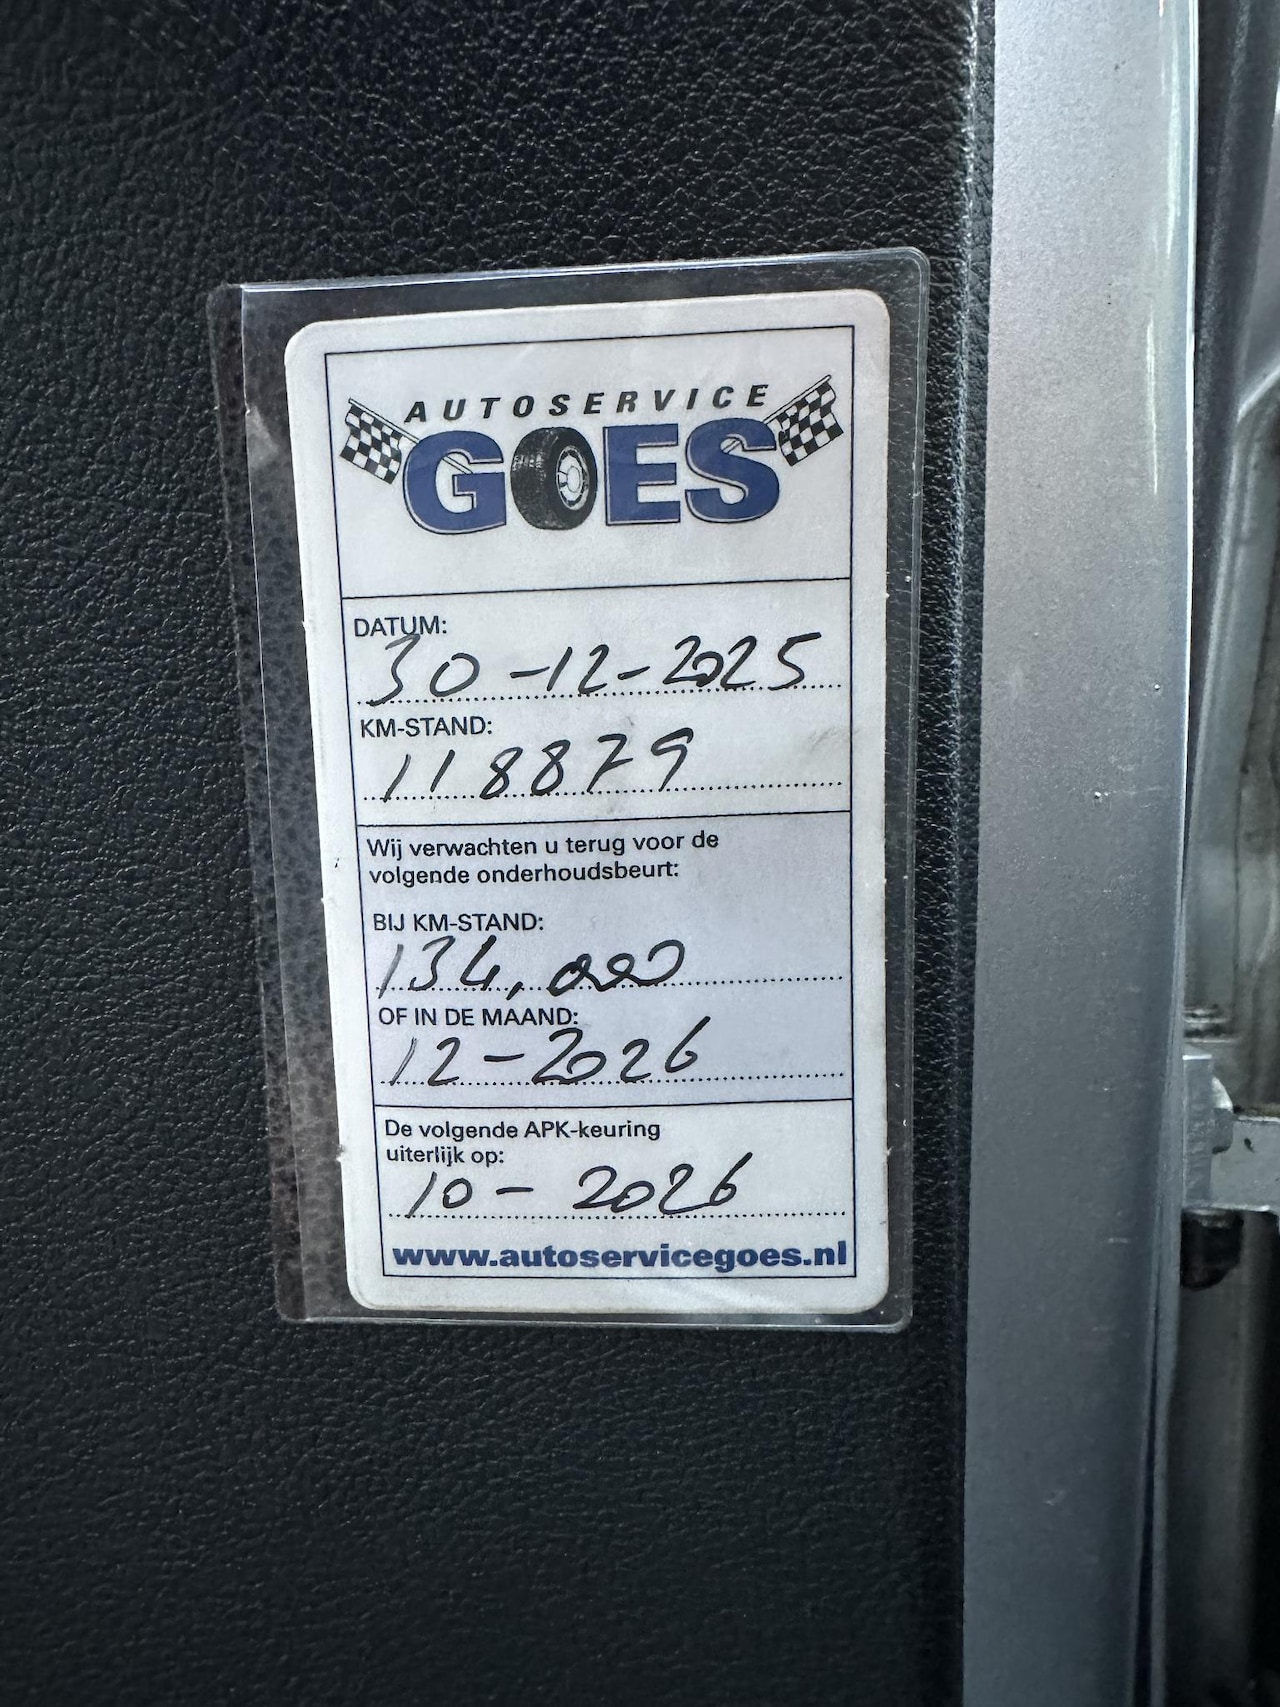 AUTOSERVICE
GOES
DATUM:
30-12-2025
KM-STAND:
118879
Wij verwachten u terug voor de
volgende onderhoudsbeurt:
BIJ KM-STAND:
134,000
OF IN DE MAAND:
12-2026
De volgende APK-keuring
uiterlijk op:
10-2026
www.autoservicegoes.nl